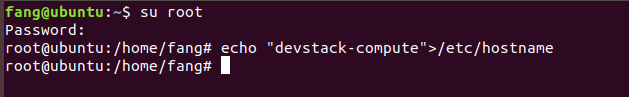 fang@ubuntu:~$ su root
Password:
root@ubuntu:/home/fang# echo "devstack-compute">/etc/hostname
root@ubuntu:/home/fang#